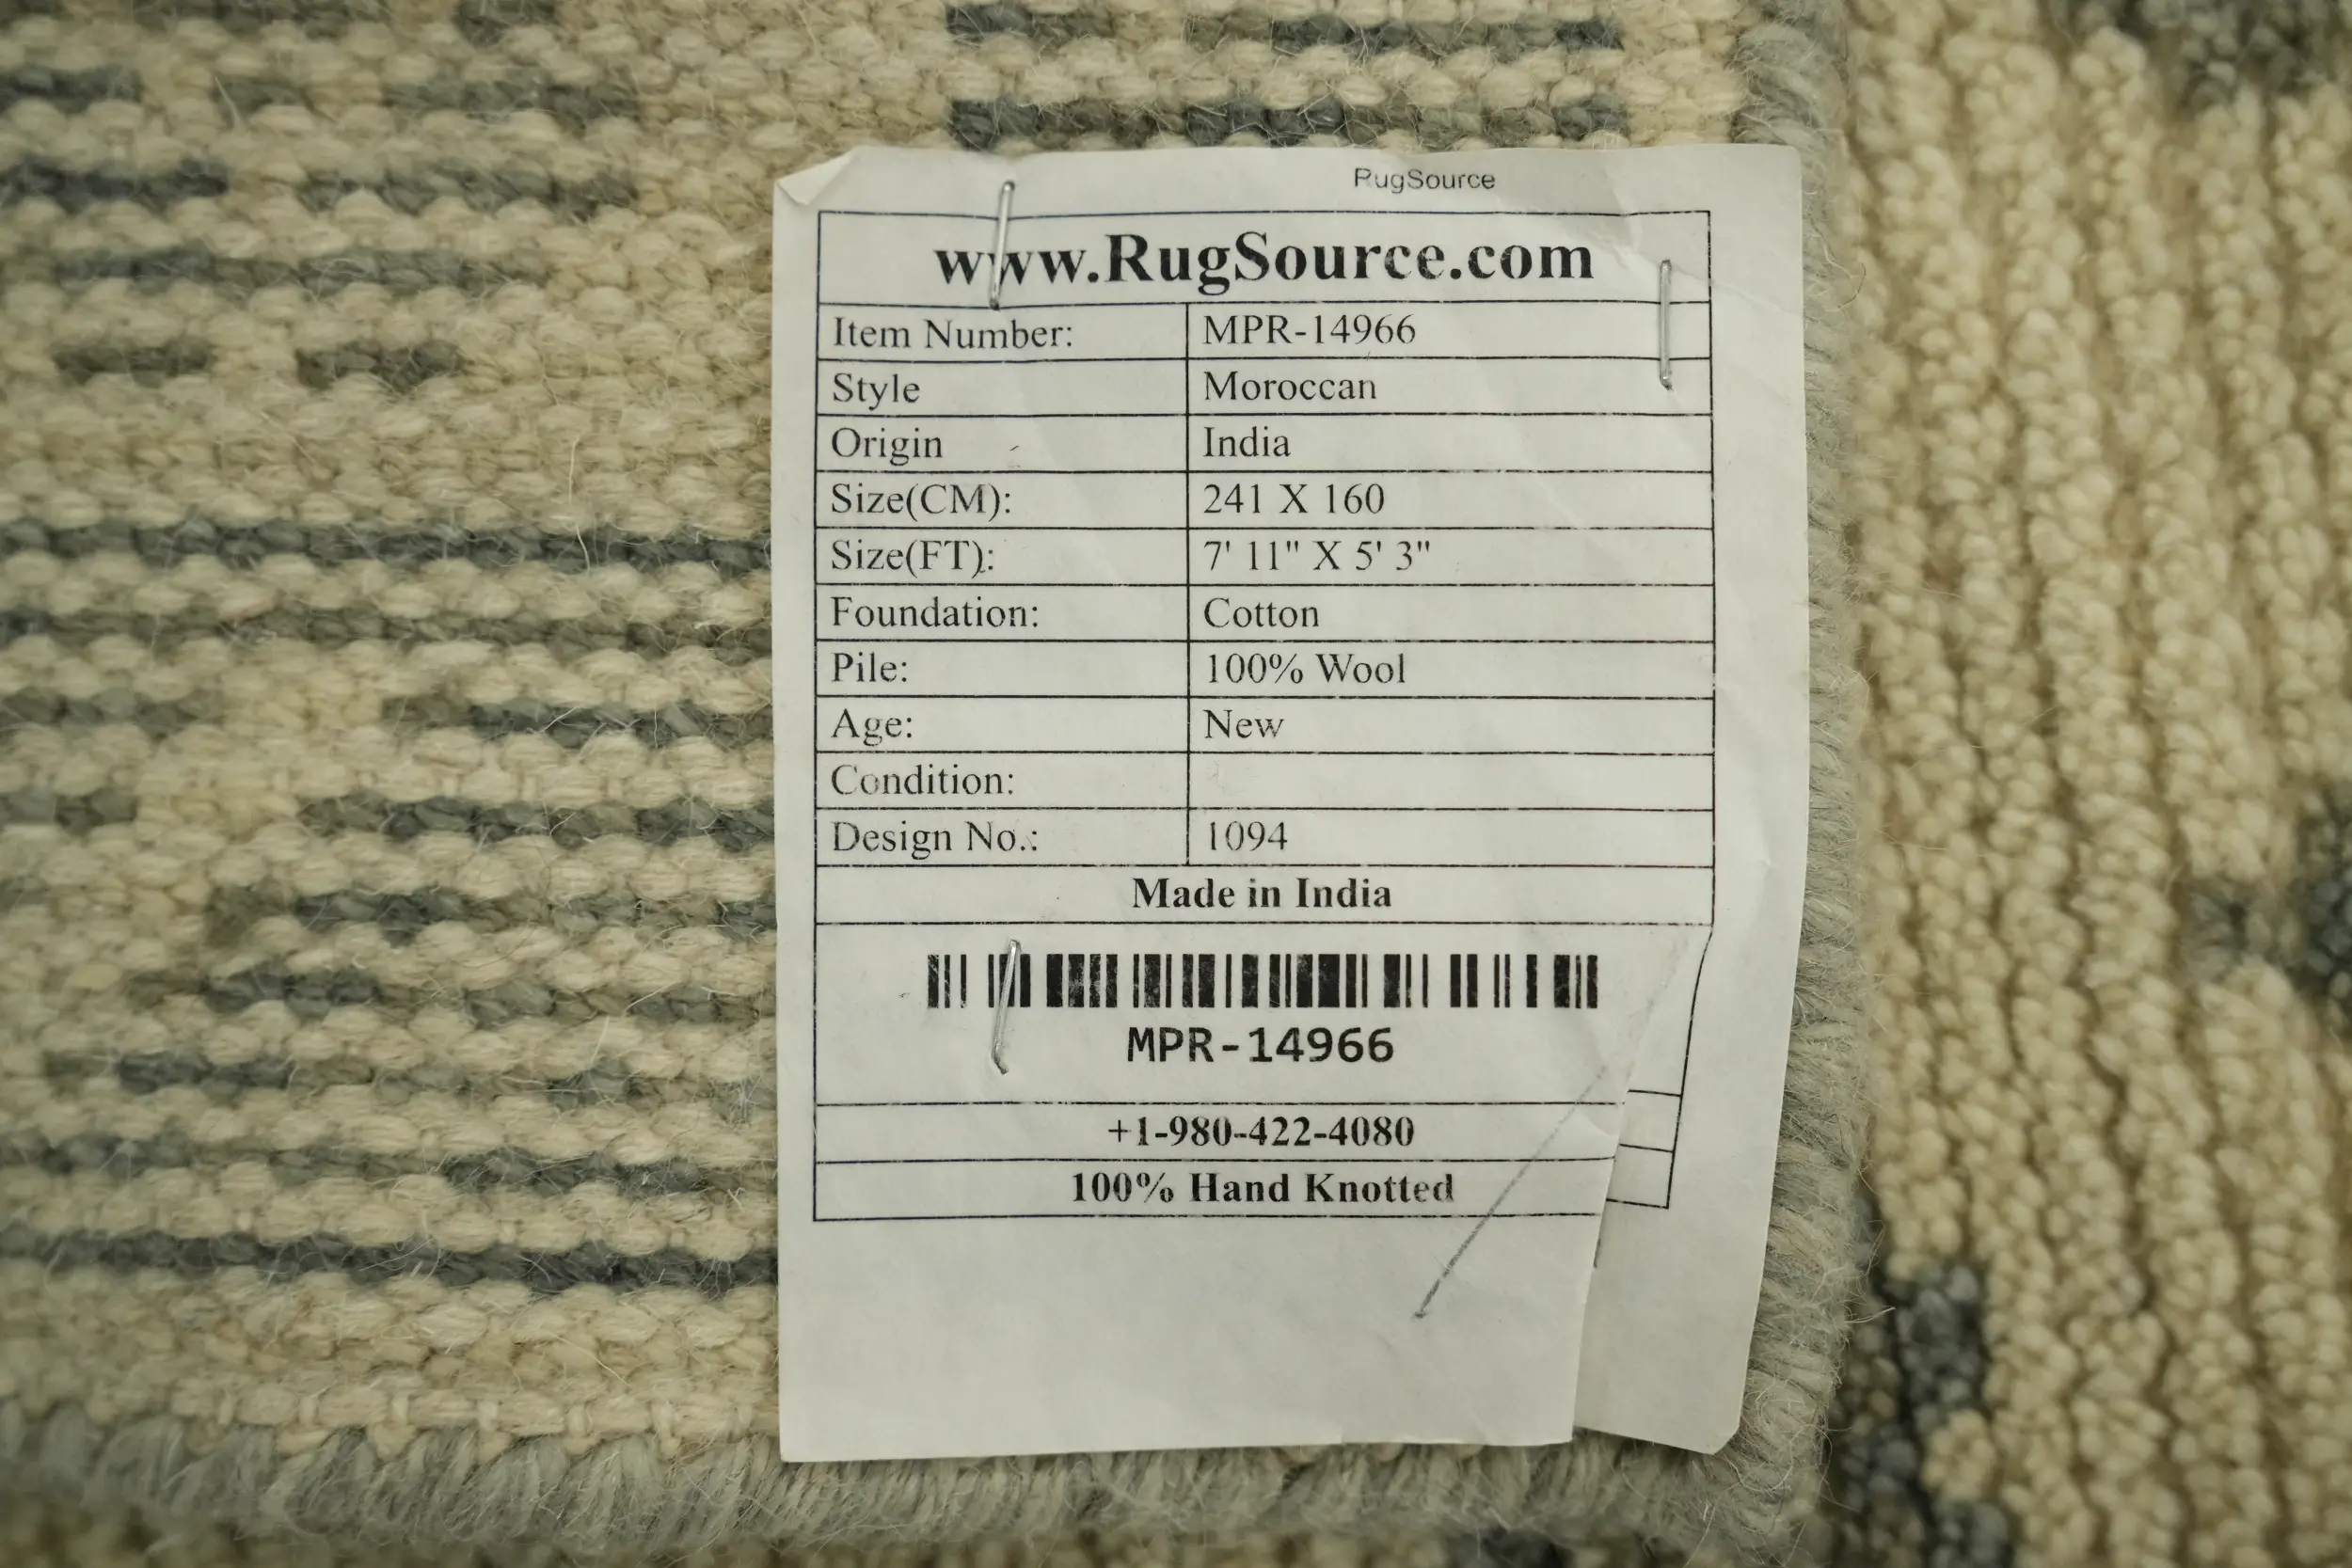 RugSource
www.RugSource.com
Item Number: MPR-14966
Style Moroccan
Origin India
Size(CM): 241 X 160
Size(FT): 7' 11" X 5' 3"
Foundation: Cotton
Pile: 100% Wool
Age: New
Condition:
Design No.: 1094
Made in India
MPR-14966
+1-980-422-4080
100% Hand Knotted